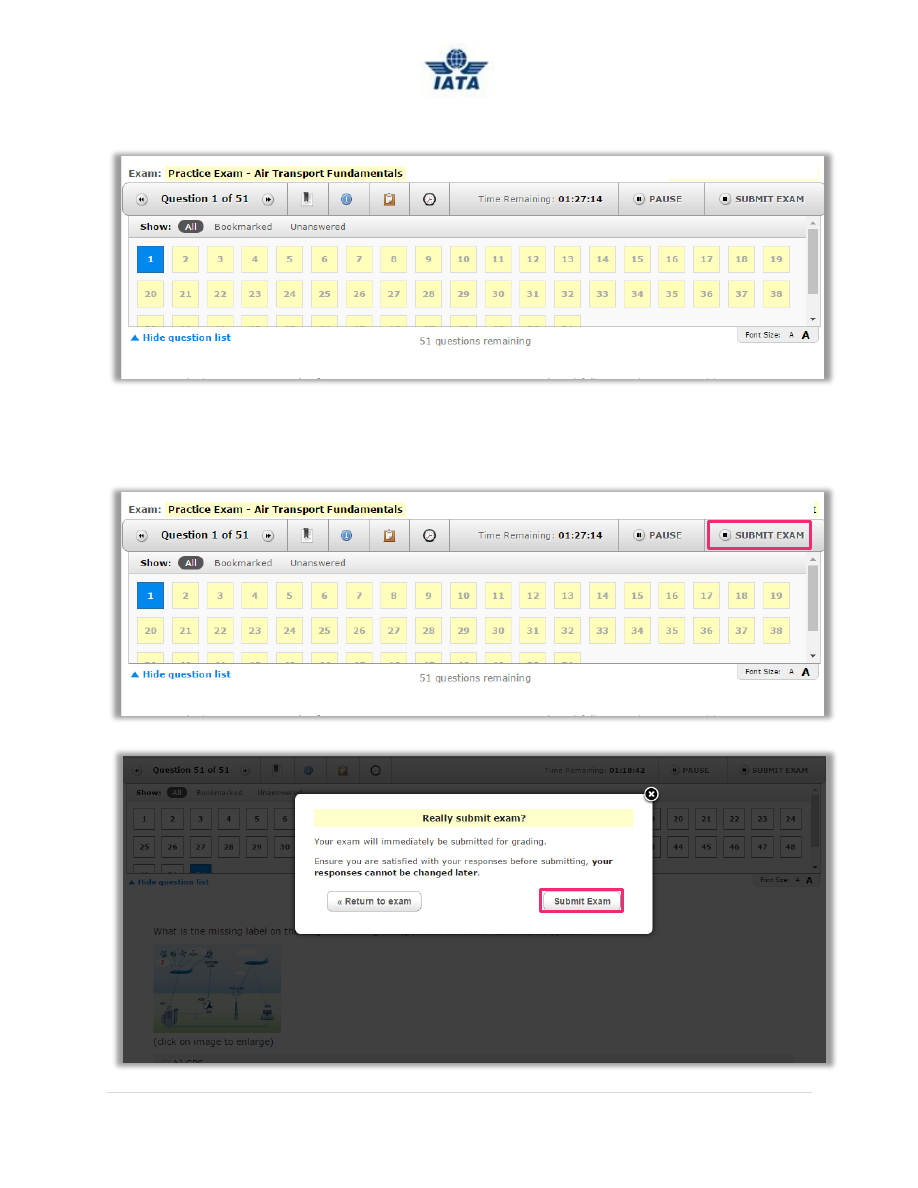 IATA
Exam: Practice Exam - Air Transport Fundamentals
Question 1 of 51 Time Remaining: 01:27:14 PAUSE SUBMIT EXAM
Show: All Bookmarked Unanswered
1 2 3 4 5 6 7 8 9 10 11 12 13 14 15 16 17 18 19
20 21 22 23 24 25 26 27 28 29 30 31 32 33 34 35 36 37 38
Hide question list 51 questions remaining Font Size: A A
Exam: Practice Exam - Air Transport Fundamentals
Question 1 of 51 Time Remaining: 01:27:14 PAUSE SUBMIT EXAM
Show: All Bookmarked Unanswered
1 2 3 4 5 6 7 8 9 10 11 12 13 14 15 16 17 18 19
20 21 22 23 24 25 26 27 28 29 30 31 32 33 34 35 36 37 38
Hide question list 51 questions remaining Font Size: A A
Question 51 of 51 Time Remaining: 01:18:42 PAUSE SUBMIT EXAM
Show: All Bookmarked Unanswered
1 2 3 4 5 6 20 21 22 23 24
25 26 27 28 29 30 44 45 46 47 48
Hide question list Font Size: A A
Really submit exam?
Your exam will immediately be submitted for grading.
Ensure you are satisfied with your responses before submitting, your
responses cannot be changed later.
« Return to exam Submit Exam
What is the missing label on the
(click on image to enlarge)